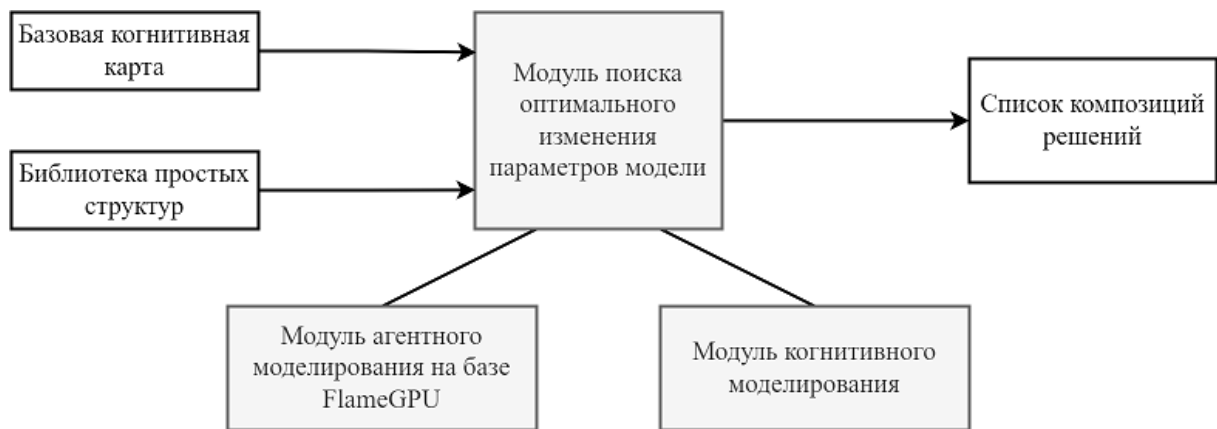 Базовая когнитивная
карта
Библиотека простых
структур
Модуль поиска
оптимального
изменения
параметров модели
Список композиций
решений
Модуль агентного
моделирования на базе
FlameGPU
Модуль когнитивного
моделирования